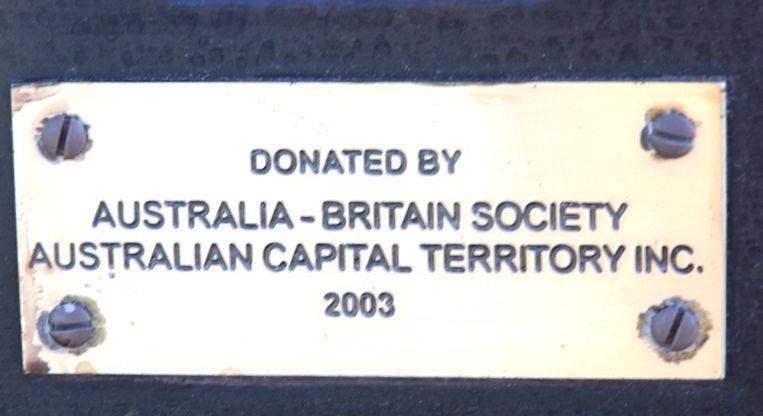 DONATED BY
AUSTRALIA - BRITAIN SOCIETY
AUSTRALIAN CAPITAL TERRITORY INC.
2003